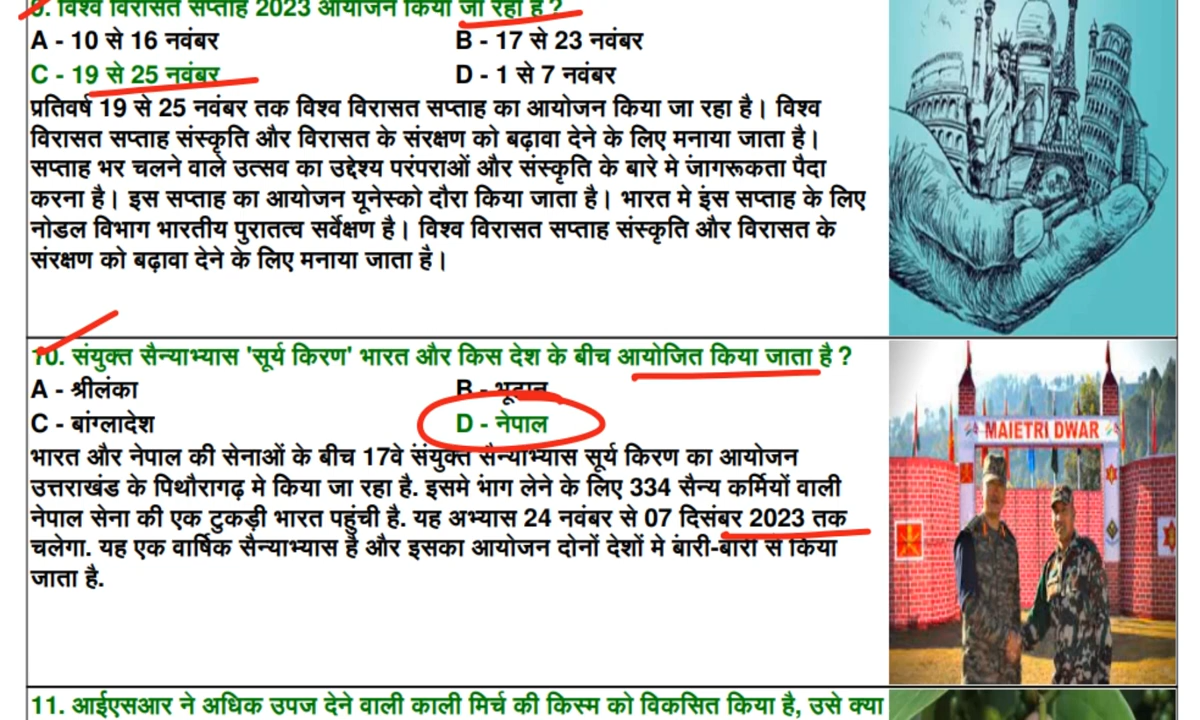 9. विश्व विरासत सप्ताह 2023 आयोजन किया जा रहा है ?
A - 10 से 16 नवंबर
B - 17 से 23 नवंबर
C - 19 से 25 नवंबर
D - 1 से 7 नवंबर
प्रतिवर्ष 19 से 25 नवंबर तक विश्व विरासत सप्ताह का आयोजन किया जा रहा है। विश्व
विरासत सप्ताह संस्कृति और विरासत के संरक्षण को बढ़ावा देने के लिए मनाया जाता है।
सप्ताह भर चलने वाले उत्सव का उद्देश्य परंपराओं और संस्कृति के बारे मे जागरूकता पैदा
करना है। इस सप्ताह का आयोजन यूनेस्को दौरा किया जाता है। भारत मे इस सप्ताह के लिए
नोडल विभाग भारतीय पुरातत्व सर्वेक्षण है। विश्व विरासत सप्ताह संस्कृति और विरासत के
संरक्षण को बढ़ावा देने के लिए मनाया जाता है।
10. संयुक्त सैन्याभ्यास 'सूर्य किरण' भारत और किस देश के बीच आयोजित किया जाता है ?
A - श्रीलंका
B - भूटान
C - बांग्लादेश
D - नेपाल
भारत और नेपाल की सेनाओं के बीच 17वे संयुक्त सैन्याभ्यास सूर्य किरण का आयोजन
उत्तराखंड के पिथौरागढ़ मे किया जा रहा है. इसमे भाग लेने के लिए 334 सैन्य कर्मियों वाली
नेपाल सेना की एक टुकड़ी भारत पहुंची है. यह अभ्यास 24 नवंबर से 07 दिसंबर 2023 तक
चलेगा. यह एक वार्षिक सैन्याभ्यास है और इसका आयोजन दोनों देशों मे बारी-बारी से किया
जाता है.
MAIETRI DWAR
11. आईएसआर ने अधिक उपज देने वाली काली मिर्च की किस्म को विकसित किया है, उसे क्या